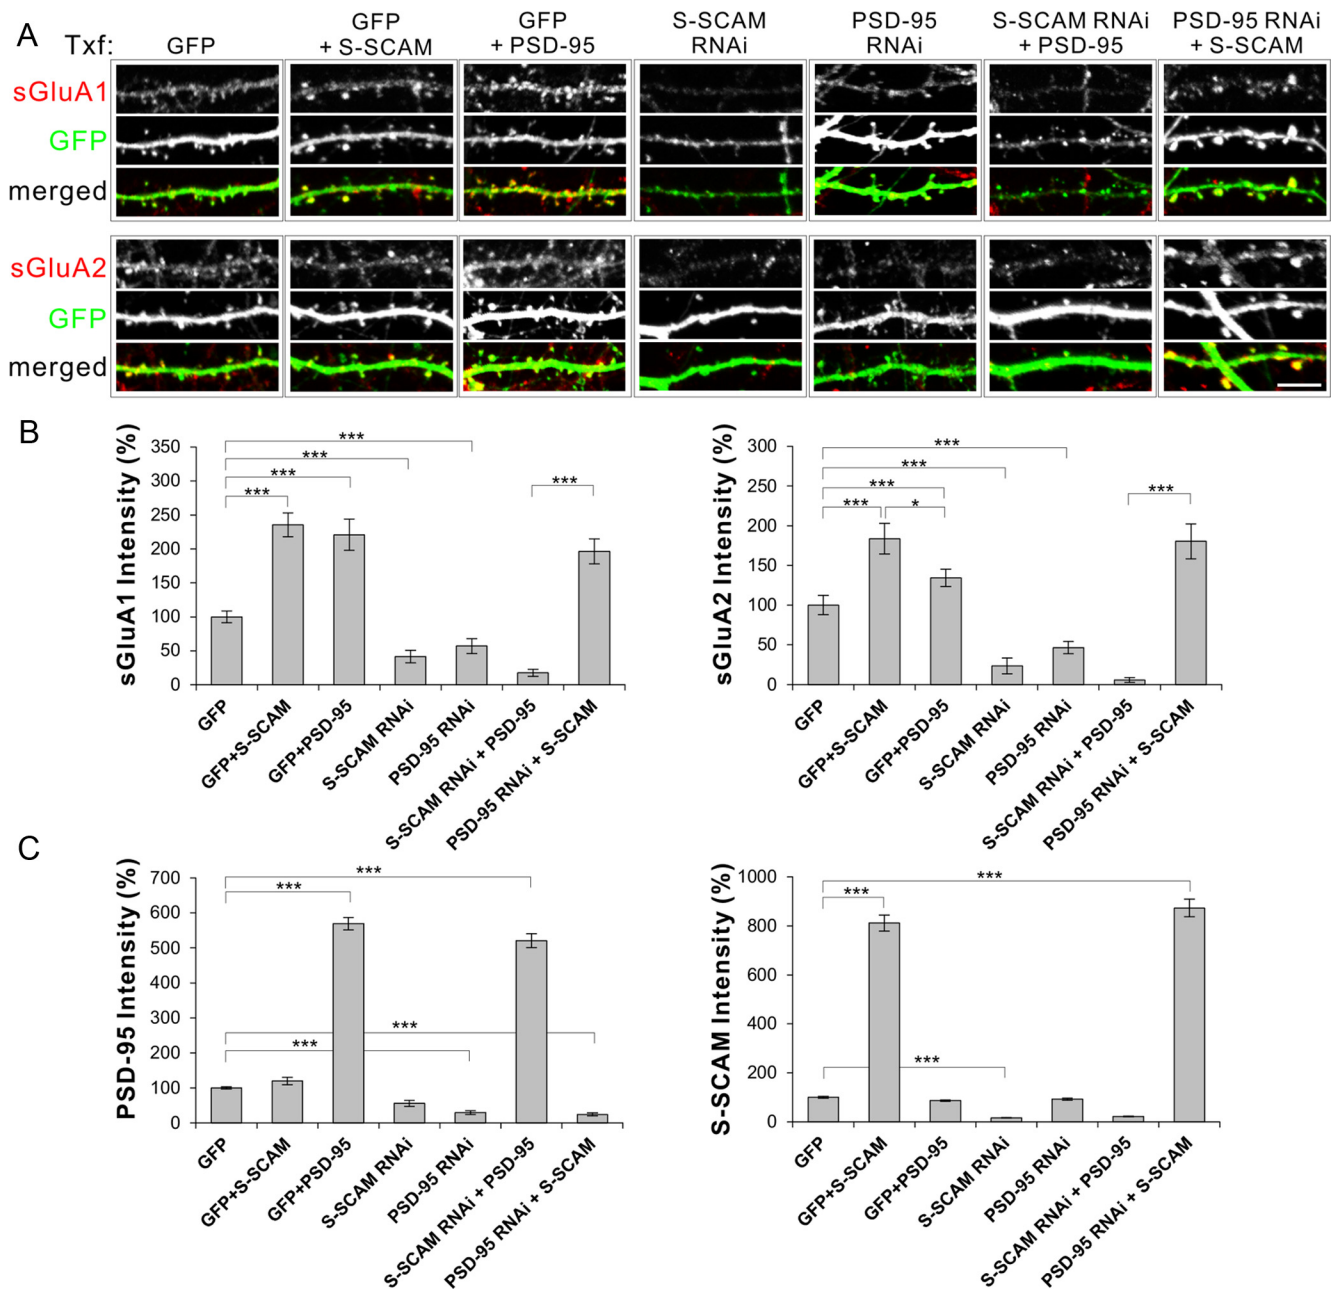 A
Txf:
GFP
GFP
+ S-SCAM
GFP
+ PSD-95
S-SCAM
RNAi
PSD-95
RNAi
S-SCAM RNAi
+ PSD-95
PSD-95 RNAi
+ S-SCAM
sGluA1
GFP
merged
sGluA2
GFP
merged
B
sGluA1 Intensity (%)
350
300
250
200
150
100
50
0
***
***
***
***
***
GFP
GFP+S-SCAM
GFP+PSD-95
S-SCAM RNAi
PSD-95 RNAi
S-SCAM RNAi + PSD-95
PSD-95 RNAi + S-SCAM
sGluA2 Intensity (%)
300
250
200
150
100
50
0
***
***
***
***
*
***
GFP
GFP+S-SCAM
GFP+PSD-95
S-SCAM RNAi
PSD-95 RNAi
S-SCAM RNAi + PSD-95
PSD-95 RNAi + S-SCAM
C
PSD-95 Intensity (%)
700
600
500
400
300
200
100
0
***
***
***
***
GFP
GFP+S-SCAM
GFP+PSD-95
S-SCAM RNAi
PSD-95 RNAi
S-SCAM RNAi + PSD-95
PSD-95 RNAi + S-SCAM
S-SCAM Intensity (%)
1000
800
600
400
200
0
***
***
***
GFP
GFP+S-SCAM
GFP+PSD-95
S-SCAM RNAi
PSD-95 RNAi
S-SCAM RNAi + PSD-95
PSD-95 RNAi + S-SCAM